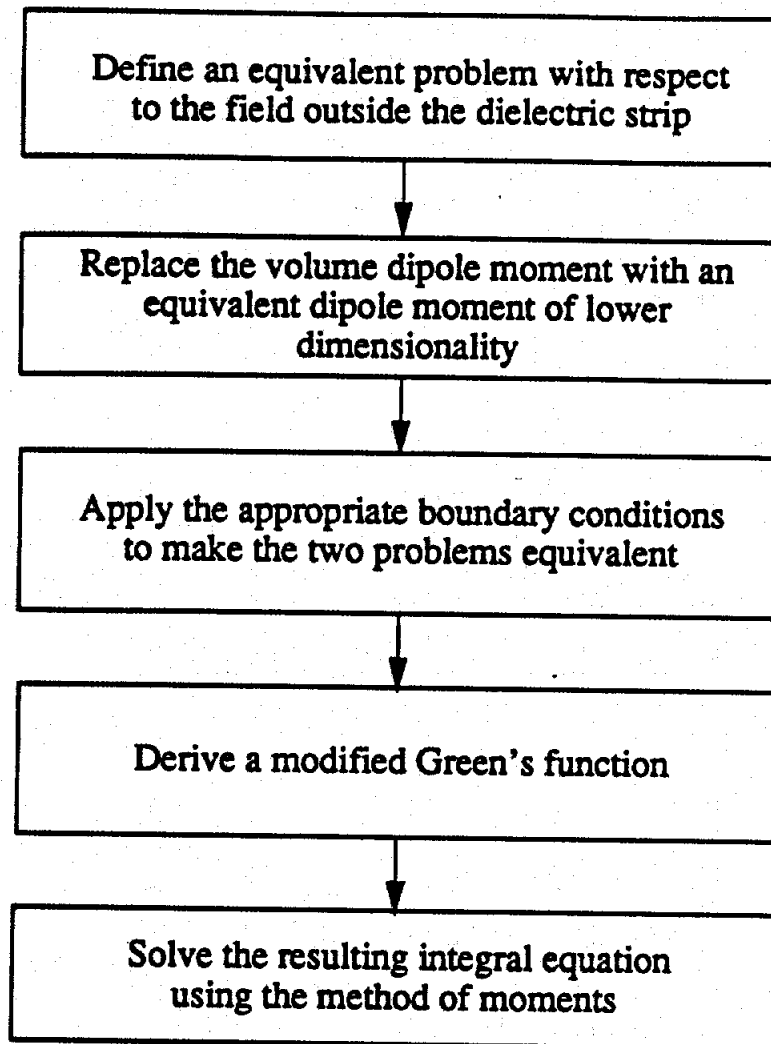 Define an equivalent problem with respect
to the field outside the dielectric strip
Replace the volume dipole moment with an
equivalent dipole moment of lower
dimensionality
Apply the appropriate boundary conditions
to make the two problems equivalent
Derive a modified Green's function
Solve the resulting integral equation
using the method of moments